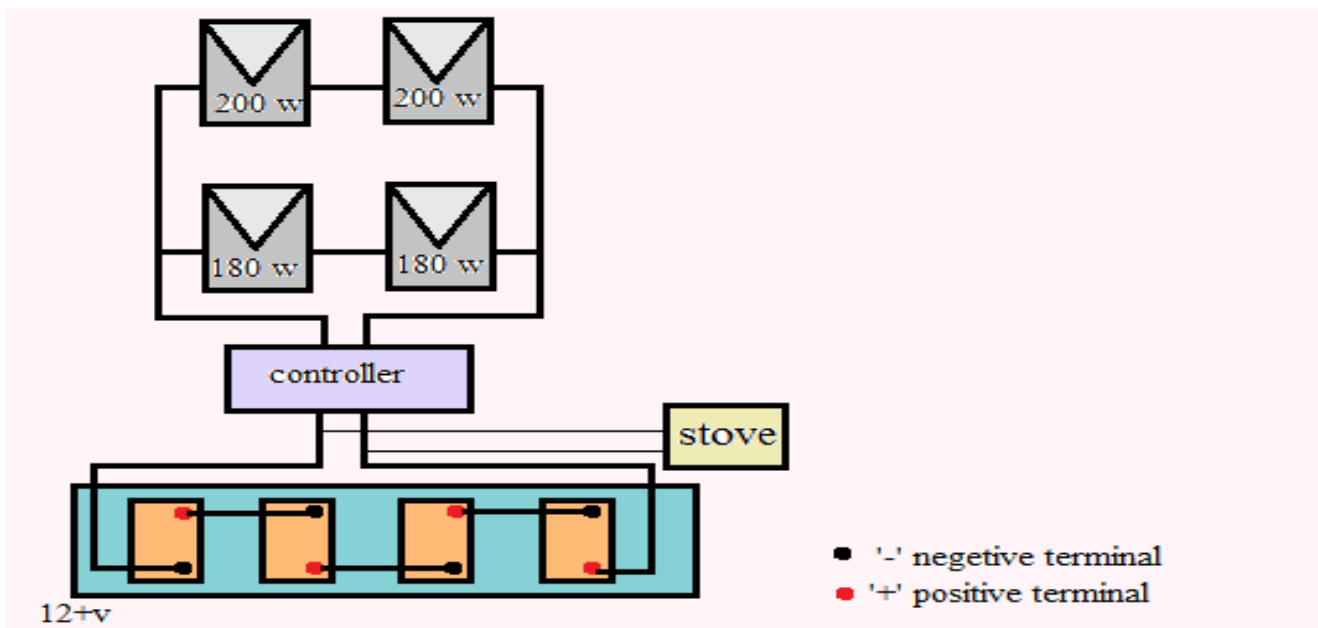 200 w
200 w
180 w
180 w
controller
stove
'-' negetive terminal
'+' positive terminal
12+v